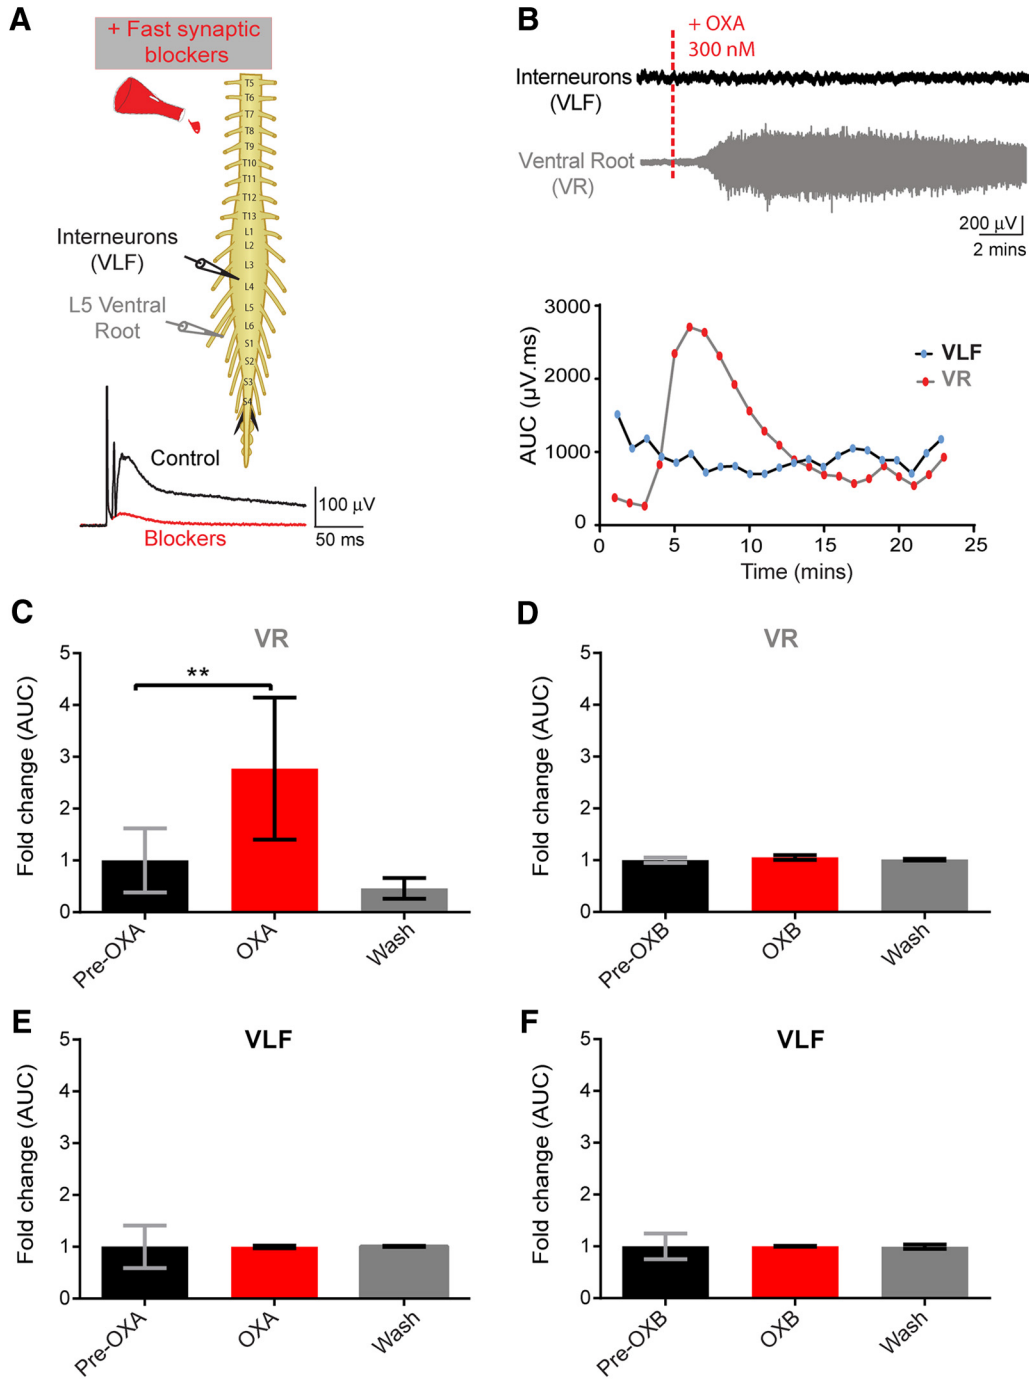 A
+ Fast synaptic
blockers
T5
T6
T7
T8
T9
T10
T11
T12
T13
L1
L2
L3
L4
L5
L6
S1
S2
S3
S4
Interneurons
(VLF)
L5 Ventral
Root
Control
Blockers
100 µV
50 ms
B
+ OXA
300 nM
Interneurons
(VLF)
Ventral Root
(VR)
200 µV
2 mins
AUC (µV.ms)
3000
2000
1000
0
0
5
10
15
20
25
Time (mins)
VLF
VR
C
VR
**
Fold change (AUC)
5
4
3
2
1
0
Pre-OXA
OXA
Wash
D
VR
Fold change (AUC)
5
4
3
2
1
0
Pre-OXB
OXB
Wash
E
VLF
Fold change (AUC)
5
4
3
2
1
0
Pre-OXA
OXA
Wash
F
VLF
Fold change (AUC)
5
4
3
2
1
0
Pre-OXB
OXB
Wash